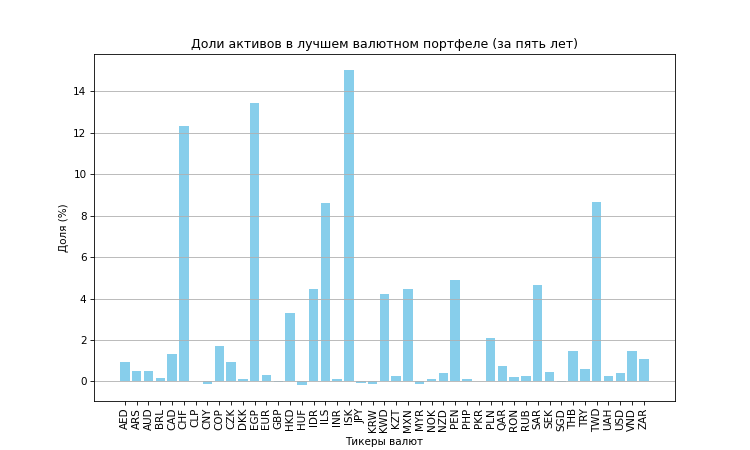 Доли активов в лучшем валютном портфеле (за пять лет)
Доля (%)
14
12
10
8
6
4
2
0
AED ARS AUD BRL CAD CHF CLP CNY COP CZK DKK EGP EUR GBP HKD HUF IDR ILS INR ISK JPY KRW KWD KZT MXN MYR NOK NZD PEN PHP PKR PLN QAR RON RUB SAR SEK SGD THB TRY TWD UAH USD VND ZAR
Тикеры валют